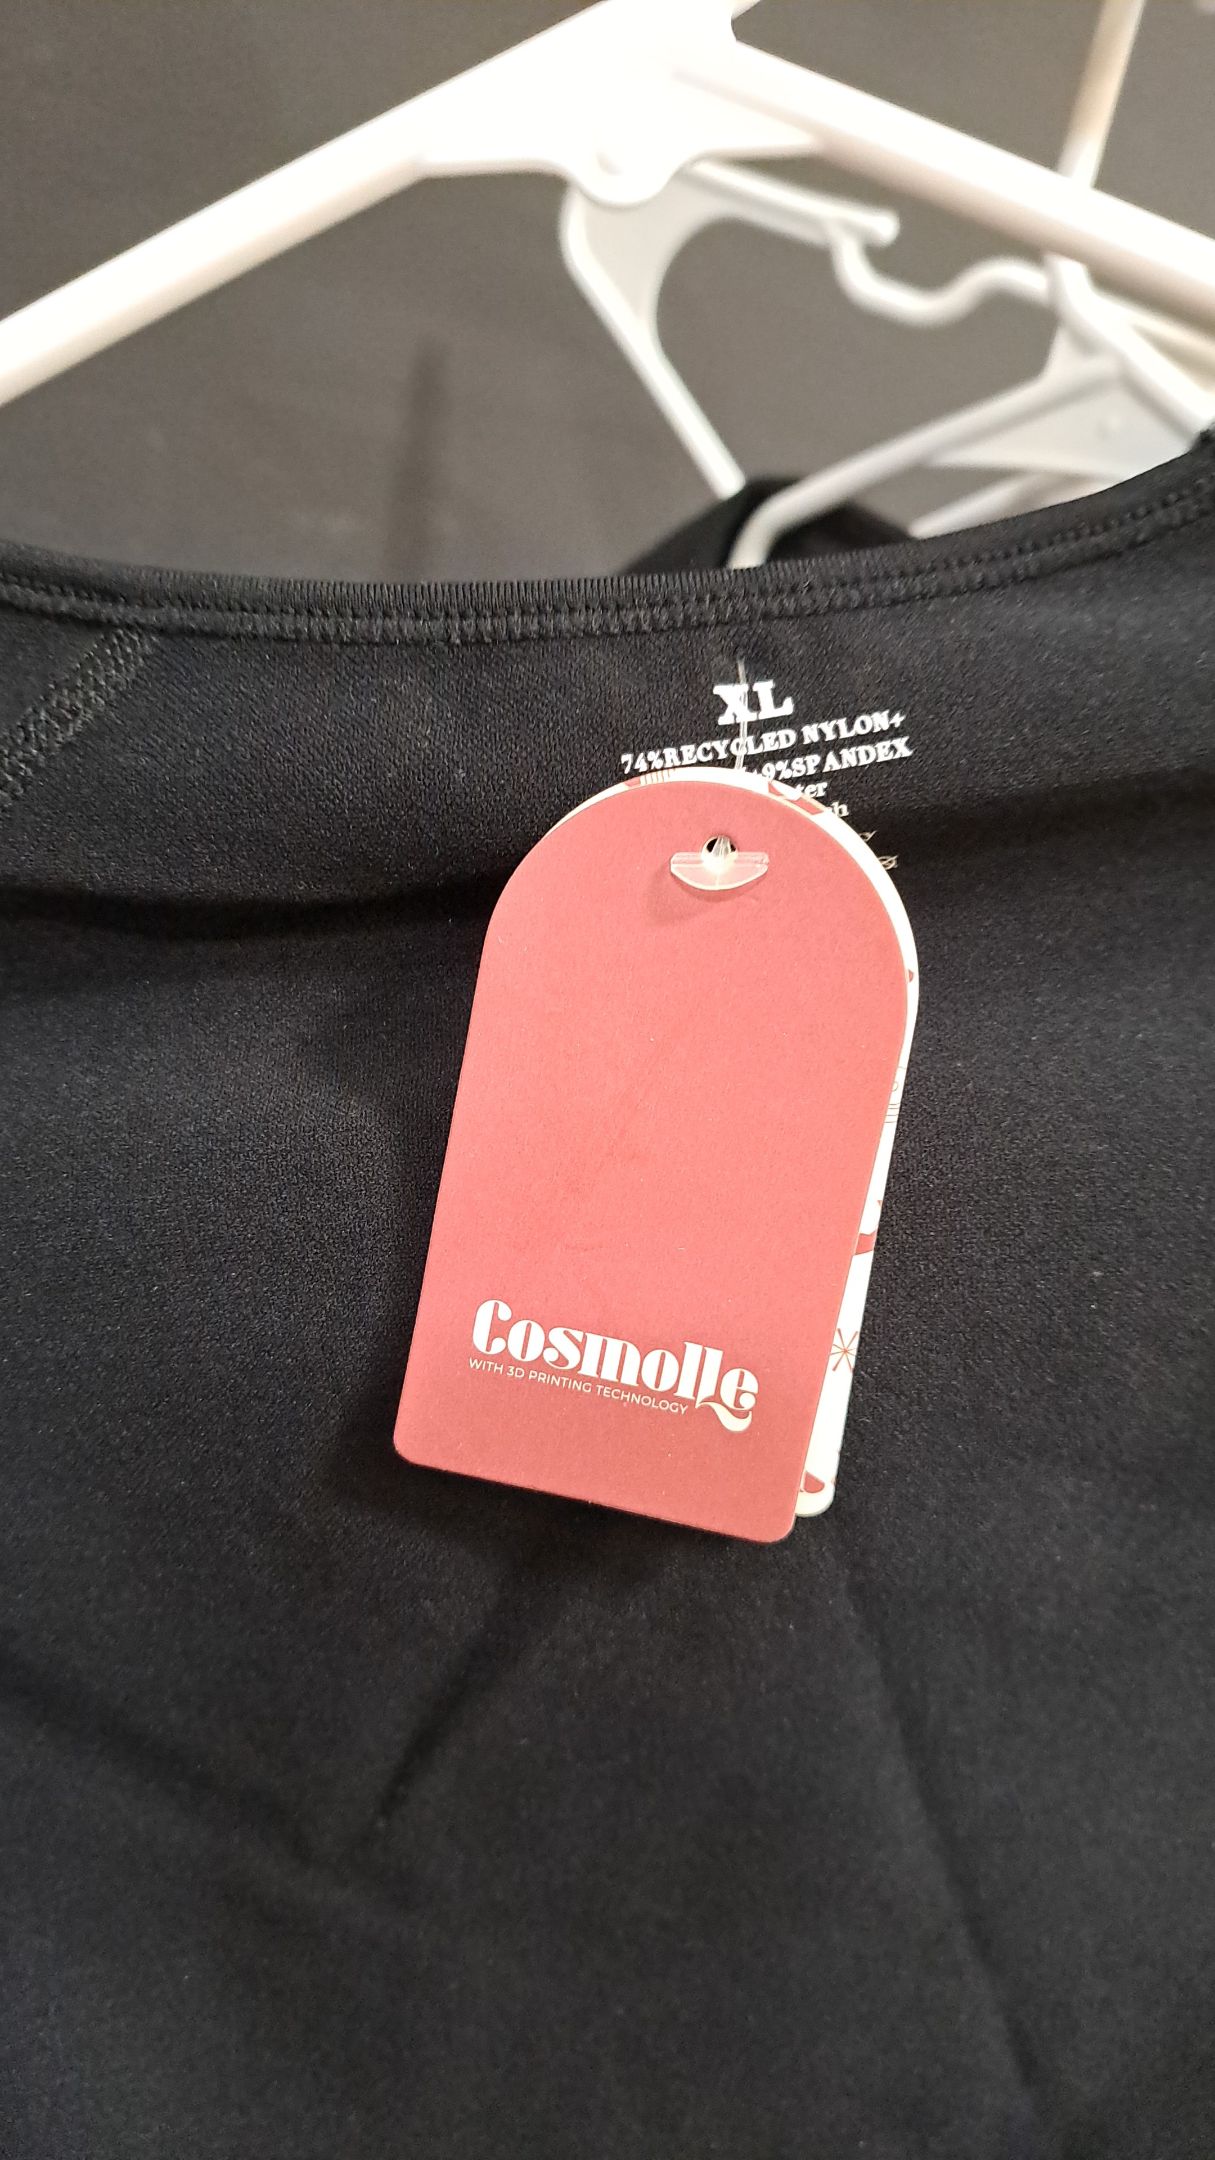 XL
74%RECYCLED NYLON+
9%SPANDEX
Cosmolle
WITH 3D PRINTING TECHNOLOGY